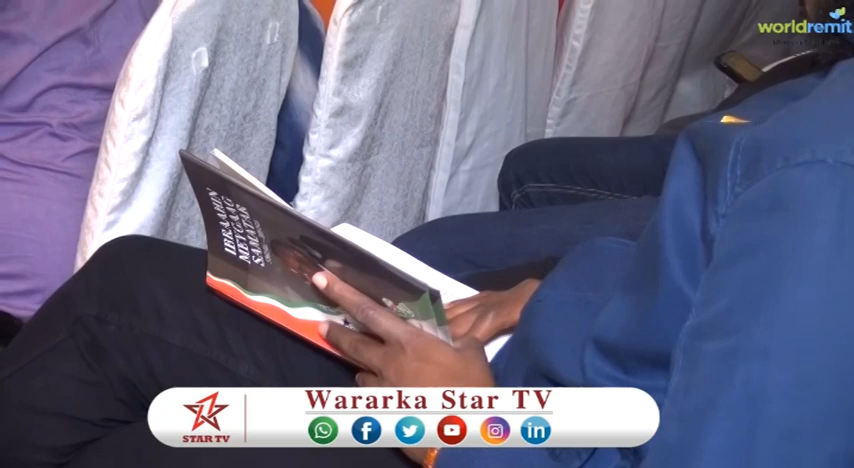 worldremit
IBRAAHIN
MEYGAAG
SAMATAR
Wararka Star TV
STAR TV